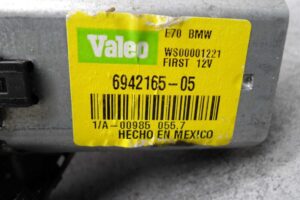 Valeo
E70 BMW
WS00001221
FIRST 12V
6942165-05
1/A-00985 055.7
HECHO EN MEXICO